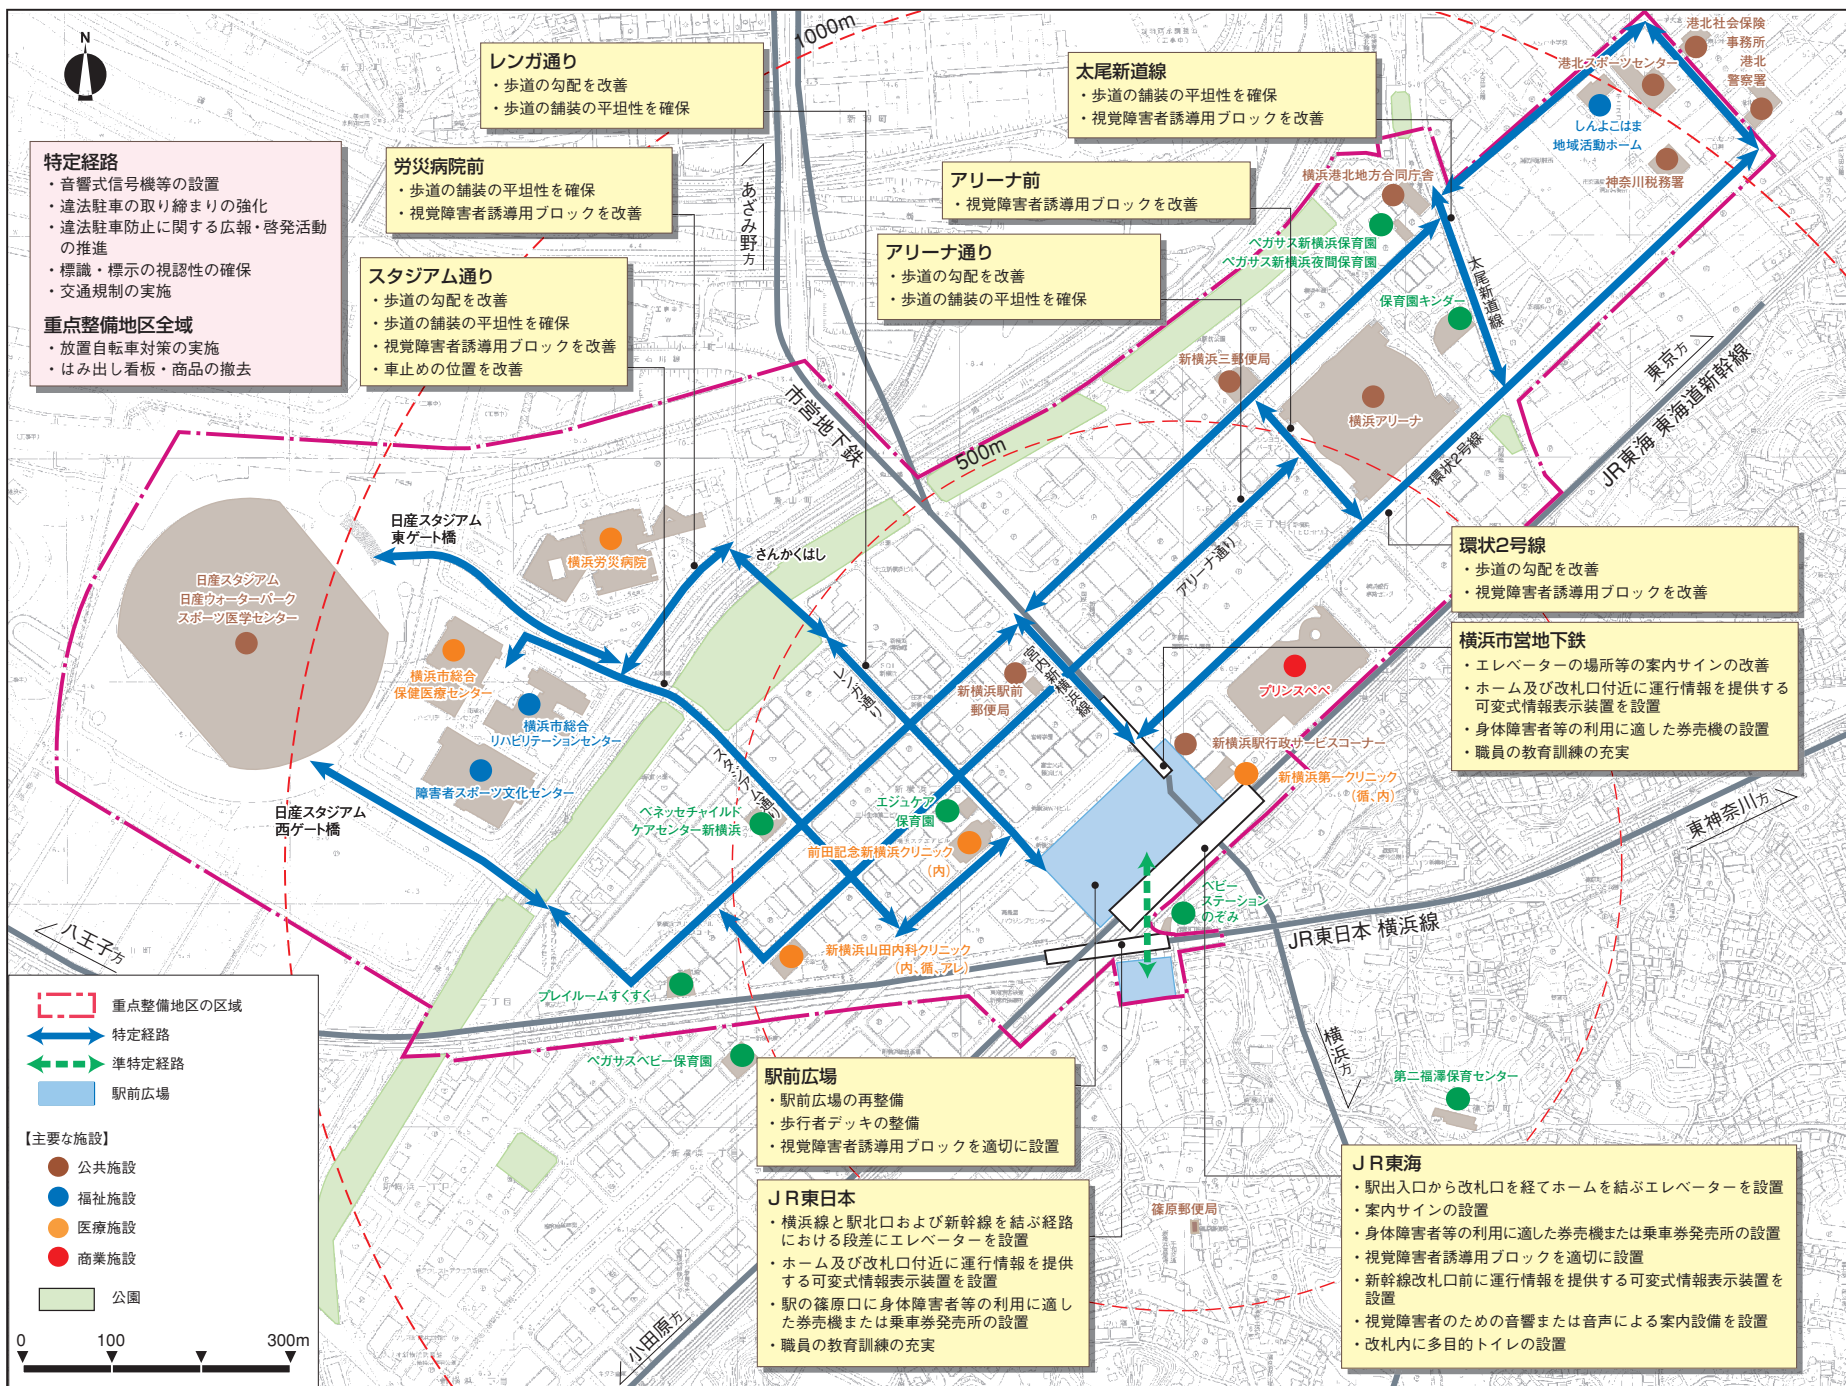 N
1000m
レンガ通り
・歩道の勾配を改善
・歩道の舗装の平坦性を確保
太尾新道線
・歩道の舗装の平坦性を確保
・視覚障害者誘導用ブロックを改善
港北社会保険
事務所
港北
警察署
港北スポーツセンター
しんよこはま
地域活動ホーム
神奈川税務署
特定経路
・音響式信号機等の設置
・違法駐車の取り締まりの強化
・違法駐車防止に関する広報・啓発活動
の推進
・標識・標示の視認性の確保
・交通規制の実施
重点整備地区全域
・放置自転車対策の実施
・はみ出し看板・商品の撤去
労災病院前
・歩道の舗装の平坦性を確保
・視覚障害者誘導用ブロックを改善
あざみ野方
アリーナ前
・視覚障害者誘導用ブロックを改善
横浜港北地方合同庁舎
ペガサス新横浜保育園
ペガサス新横浜夜間保育園
アリーナ通り
・歩道の勾配を改善
・歩道の舗装の平坦性を確保
スタジアム通り
・歩道の勾配を改善
・歩道の舗装の平坦性を確保
・視覚障害者誘導用ブロックを改善
・車止めの位置を改善
保育園キンダー
太尾新道線
新横浜三郵便局
横浜アリーナ
東京方
JR東海 東海道新幹線
市営地下鉄
500m
環状2号線
日産スタジアム
東ゲート橋
横浜労災病院
さんかくはし
アリーナ通り
環状2号線
・歩道の勾配を改善
・視覚障害者誘導用ブロックを改善
日産スタジアム
日産ウォーターパーク
スポーツ医学センター
横浜市総合
保健医療センター
横浜市総合
リハビリテーションセンター
障害者スポーツ文化センター
日産スタジアム
西ゲート橋
レンガ通り
新横浜駅前
郵便局
宮内新横浜線
プリンスペペ
横浜市営地下鉄
・エレベーターの場所等の案内サインの改善
・ホーム及び改札口付近に運行情報を提供する
可変式情報表示装置を設置
・身体障害者等の利用に適した券売機の設置
・職員の教育訓練の充実
新横浜駅行政サービスコーナー
新横浜第一クリニック
（循、内）
スタジアム通り
ベネッセチャイルド
ケアセンター新横浜
エジュケア
保育園
前田記念新横浜クリニック
（内）
東神奈川方
ベビー
ステーション
のぞみ
JR東日本 横浜線
八王子方
新横浜山田内科クリニック
（内、循、アレ）
プレイルームすくすく
ペガサスベビー保育園
横浜方
第二福澤保育センター
重点整備地区の区域
特定経路
準特定経路
駅前広場
【主要な施設】
公共施設
福祉施設
医療施設
商業施設
公園
0 100 300m
駅前広場
・駅前広場の再整備
・歩行者デッキの整備
・視覚障害者誘導用ブロックを適切に設置
ＪＲ東日本
・横浜線と駅北口および新幹線を結ぶ経路
における段差にエレベーターを設置
・ホーム及び改札口付近に運行情報を提供
する可変式情報表示装置を設置
・駅の篠原口に身体障害者等の利用に適し
た券売機または乗車券発売所の設置
・職員の教育訓練の充実
小田原方
篠原郵便局
ＪＲ東海
・駅出入口から改札口を経てホームを結ぶエレベーターを設置
・案内サインの設置
・身体障害者等の利用に適した券売機または乗車券発売所の設置
・視覚障害者誘導用ブロックを適切に設置
・新幹線改札口前に運行情報を提供する可変式情報表示装置を
設置
・視覚障害者のための音響または音声による案内設備を設置
・改札内に多目的トイレの設置